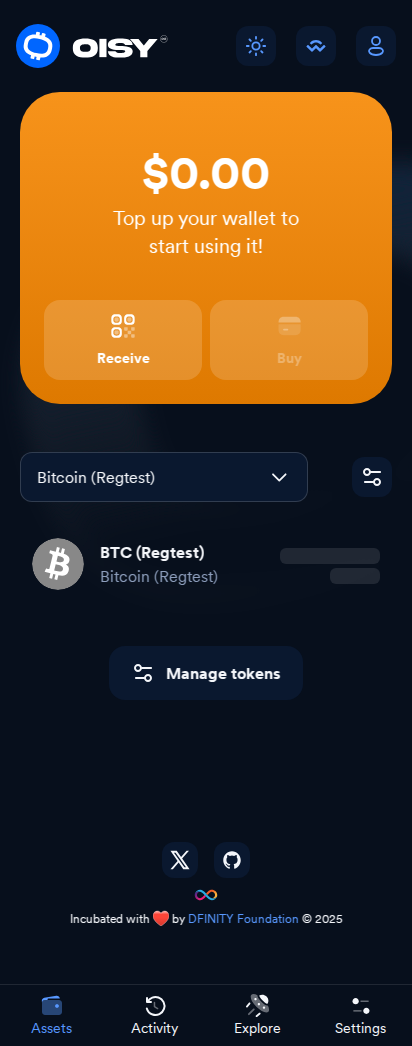 OISY
$0.00
Top up your wallet to
start using it!
Receive
Buy
Bitcoin (Regtest)
BTC (Regtest)
Bitcoin (Regtest)
Manage tokens
Incubated with ❤️ by DFINITY Foundation © 2025
Assets
Activity
Explore
Settings